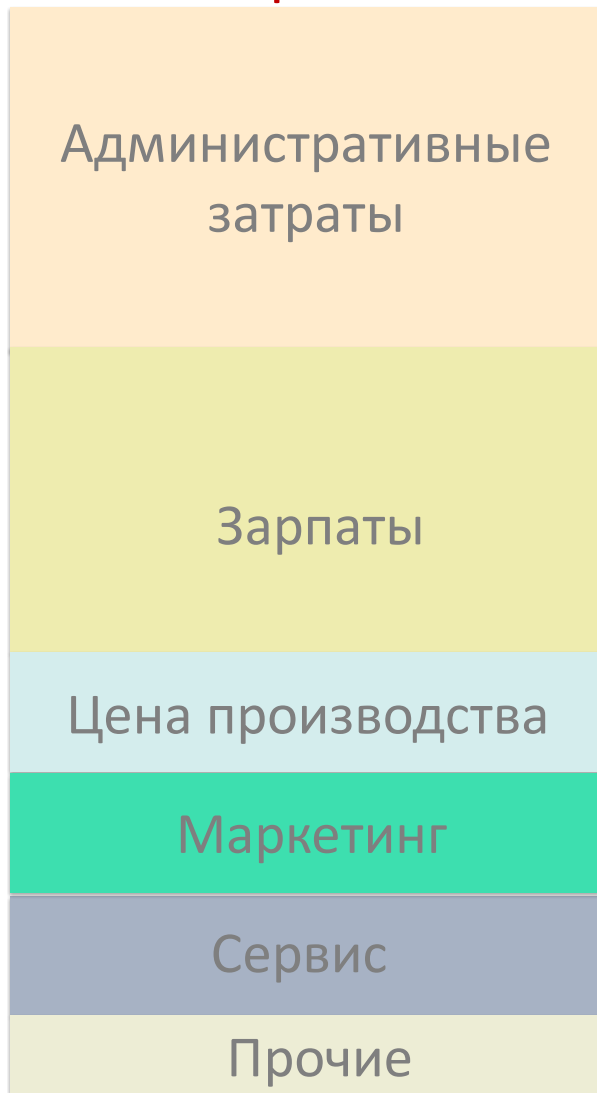 Административные
затраты
Зарпаты
Цена производства
Маркетинг
Сервис
Прочие